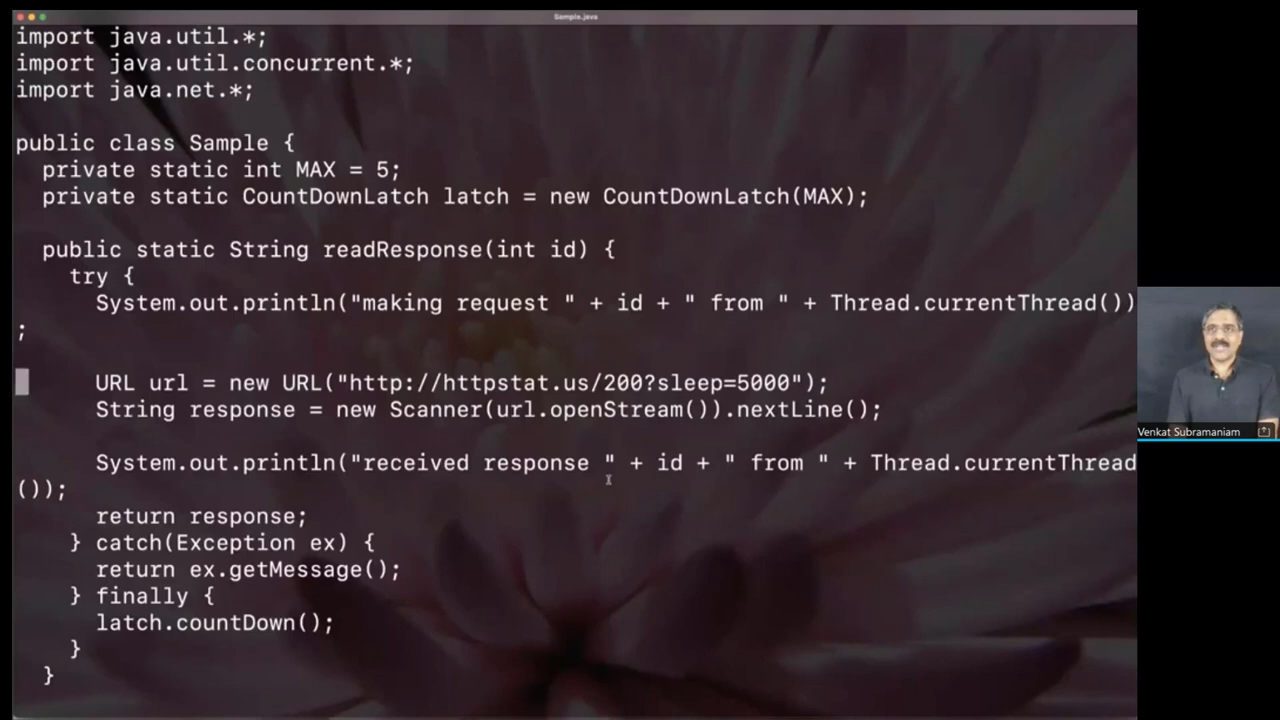 Sample.java
import java.util.*;
import java.util.concurrent.*;
import java.net.*;
public class Sample {
private static int MAX = 5;
private static CountDownLatch latch = new CountDownLatch(MAX);
public static String readResponse(int id) {
try {
System.out.println("making request " + id + " from " + Thread.currentThread())
;
URL url = new URL("http://httpstat.us/200?sleep=5000");
String response = new Scanner(url.openStream()).nextLine();
System.out.println("received response " + id + " from " + Thread.currentThread
());
return response;
} catch(Exception ex) {
return ex.getMessage();
} finally {
latch.countDown();
}
}
Venkat Subramaniam